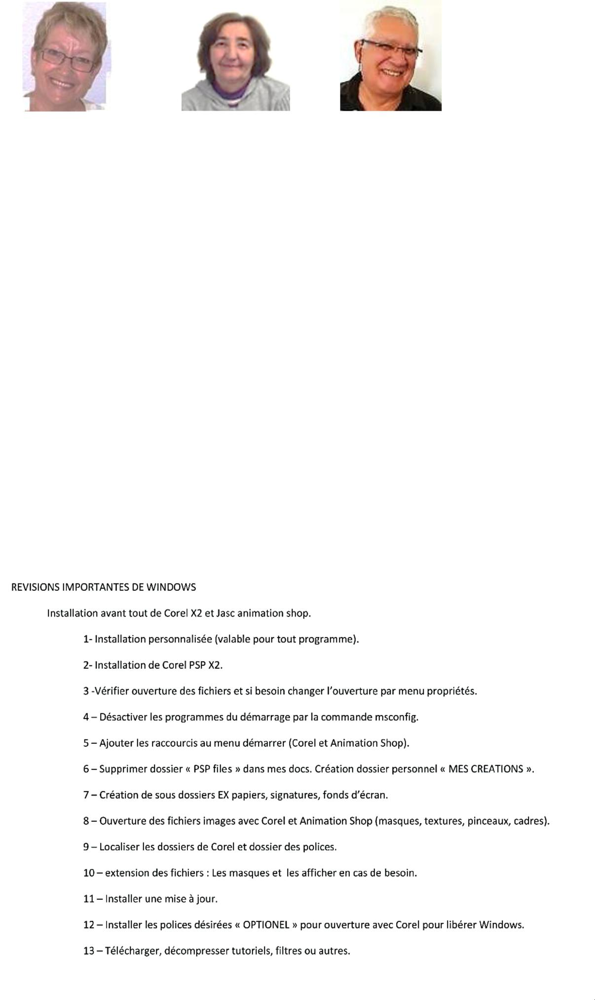 REVISIONS IMPORTANTES DE WINDOWS
Installation avant tout de Corel X2 et Jasc animation shop.
1- Installation personnalisée (valable pour tout programme).
2- Installation de Corel PSP X2.
3 -Vérifier ouverture des fichiers et si besoin changer l’ouverture par menu propriétés.
4 – Désactiver les programmes du démarrage par la commande msconfig.
5 – Ajouter les raccourcis au menu démarrer (Corel et Animation Shop).
6 – Supprimer dossier « PSP files » dans mes docs. Création dossier personnel « MES CREATIONS ».
7 – Création de sous dossiers EX papiers, signatures, fonds d’écran.
8 – Ouverture des fichiers images avec Corel et Animation Shop (masques, textures, pinceaux, cadres).
9 – Localiser les dossiers de Corel et dossier des polices.
10 – extension des fichiers : Les masques et  les afficher en cas de besoin.
11 – Installer une mise à jour.
12 – Installer les polices désirées « OPTIONEL » pour ouverture avec Corel pour libérer Windows.
13 – Télécharger, décompresser tutoriels, filtres ou autres.